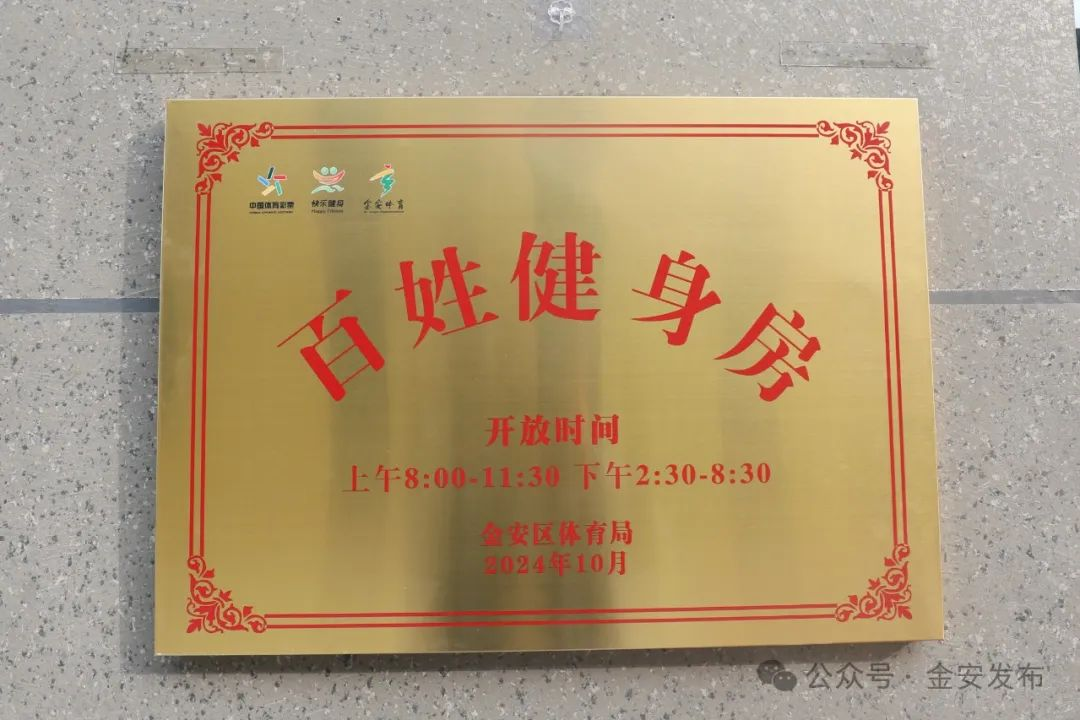 中国体育彩票
快乐健身
Happy Fitness
金安体育
百姓健身房
开放时间
上午8:00-11:30 下午2:30-8:30
金安区体育局
2024年10月
公众号·金安发布